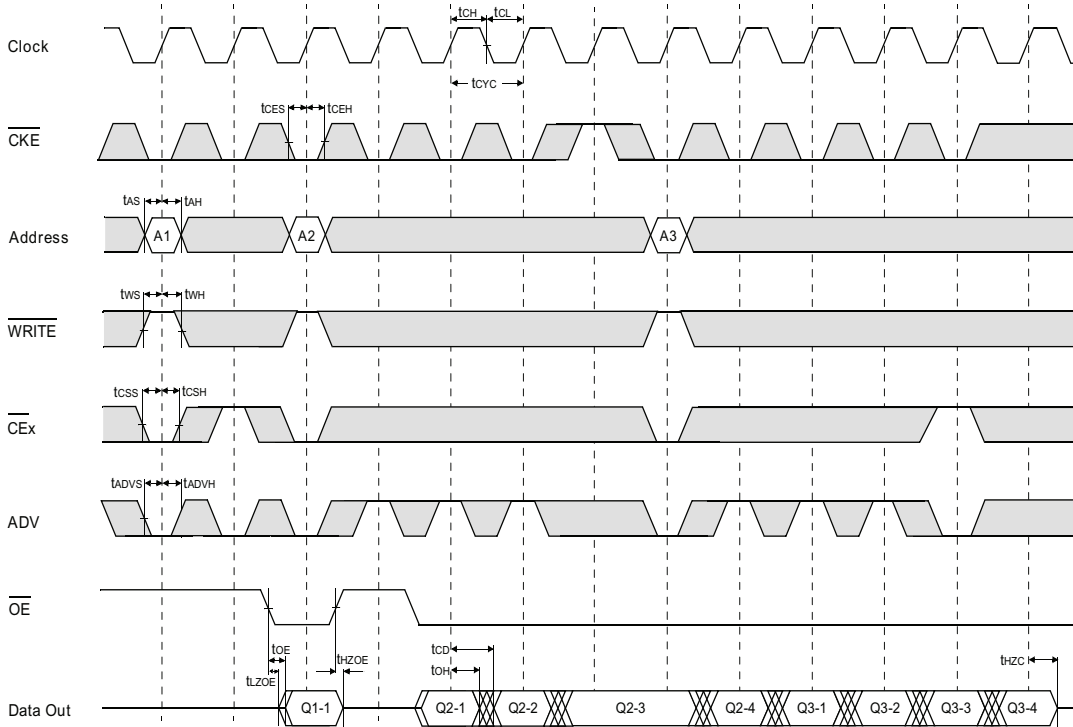 tCH tCL
Clock
tCYC
tCES tCEH
CKE
tAS tAH
Address A1 A2 A3
tWS tWH
WRITE
tCSS tCSH
CEx
tADVS tADVH
ADV
OE
tOE tHZOE tCD tHZC
tLZOE tOH
Data Out Q1-1 Q2-1 Q2-2 Q2-3 Q2-4 Q3-1 Q3-2 Q3-3 Q3-4